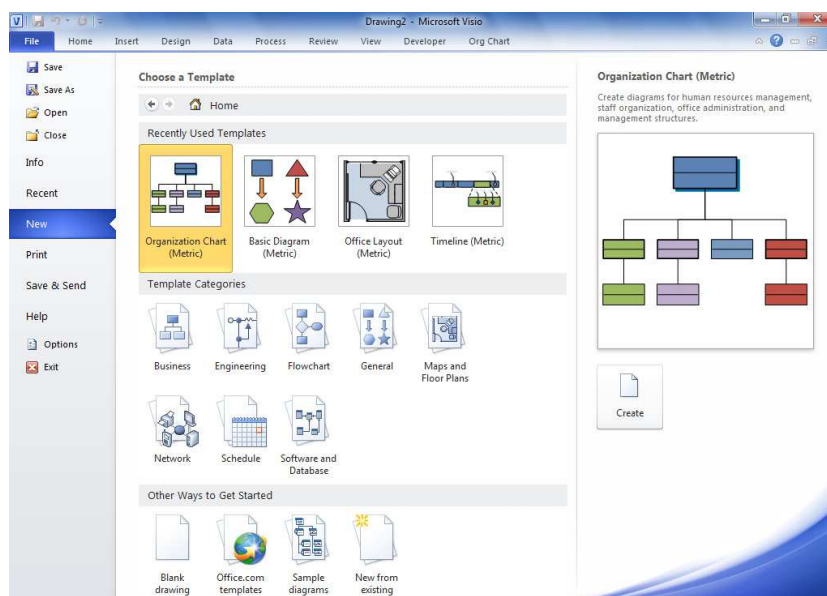 Drawing2 - Microsoft Visio
File Home Insert Design Data Process Review View Developer Org Chart
Save
Save As
Open
Close
Info
Recent
New
Print
Save & Send
Help
Options
Exit
Choose a Template
Home
Recently Used Templates
Organization Chart
(Metric)
Basic Diagram
(Metric)
Office Layout
(Metric)
Timeline (Metric)
Template Categories
Business
Engineering
Flowchart
General
Maps and
Floor Plans
Network
Schedule
Software and
Database
Other Ways to Get Started
Blank
drawing
Office.com
templates
Sample
diagrams
New from
existing
Organization Chart (Metric)
Create diagrams for human resources management,
staff organization, office administration, and
management structures.
Create